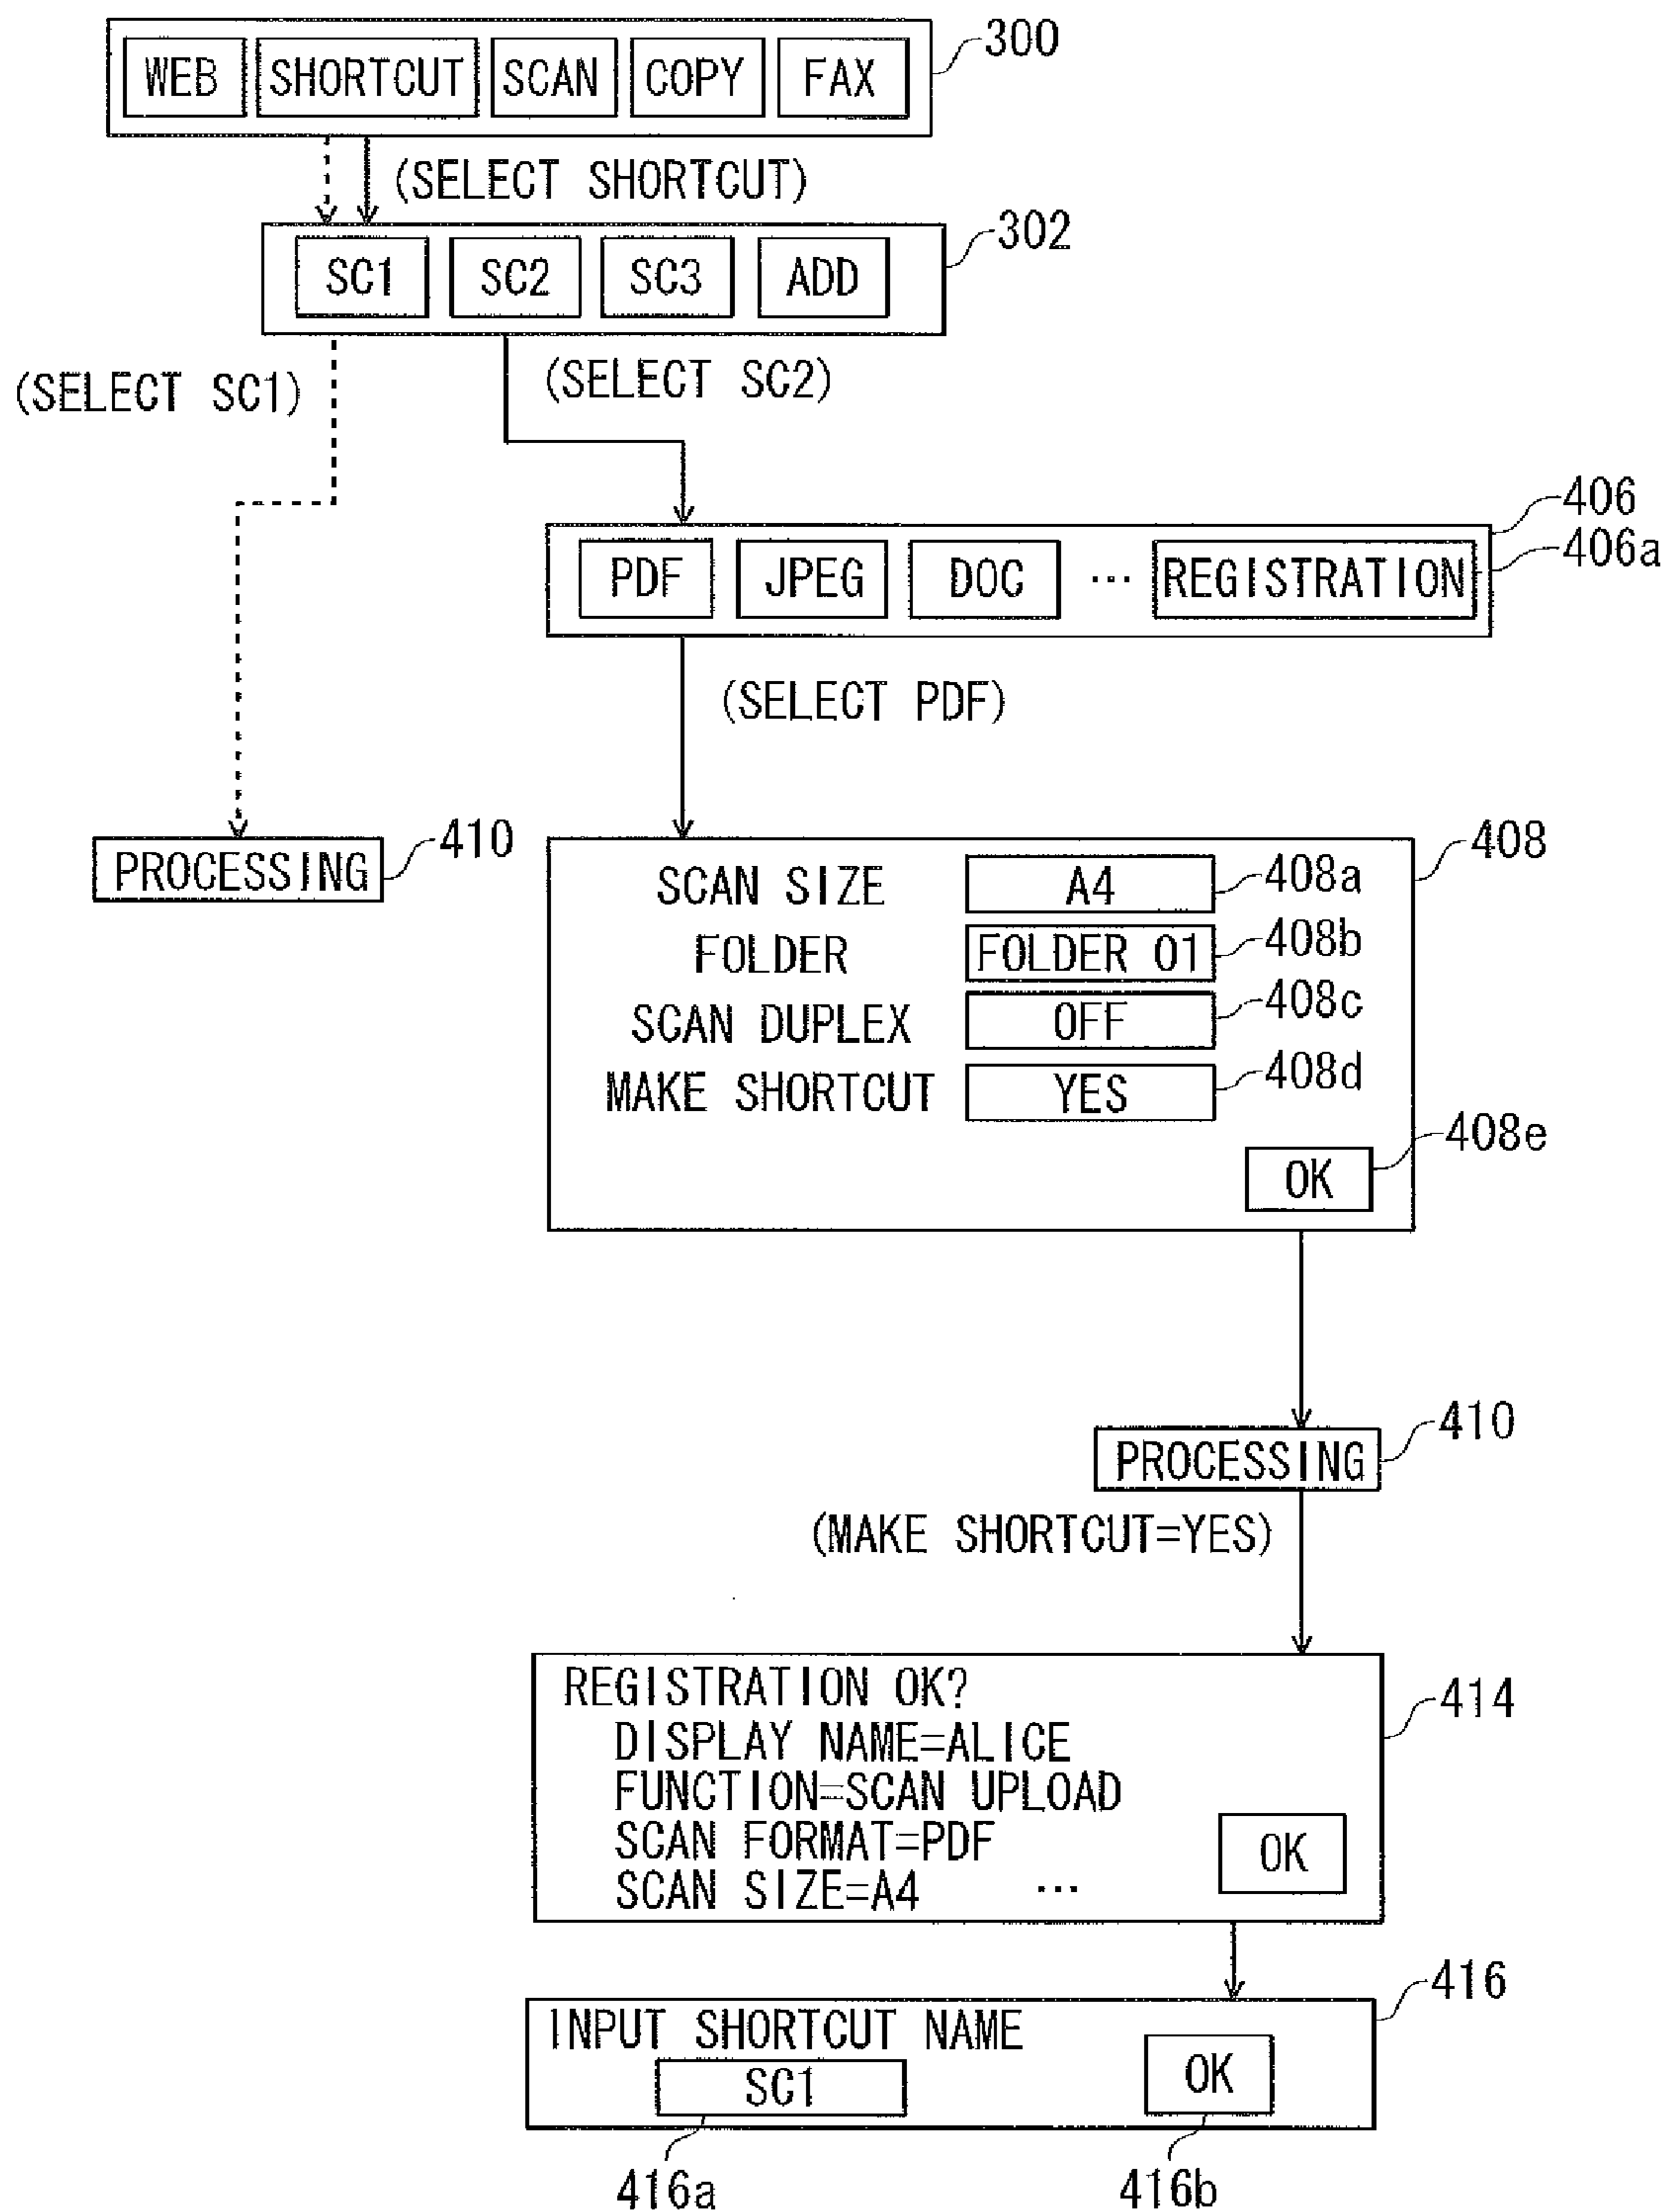 WEB SHORTCUT SCAN COPY FAX 300
(SELECT SHORTCUT)
SC1 SC2 SC3 ADD 302
(SELECT SC1) (SELECT SC2)
406
PDF JPEG DOC ... REGISTRATION 406a
(SELECT PDF)
PROCESSING 410
408
SCAN SIZE A4 408a
FOLDER FOLDER 01 408b
SCAN DUPLEX OFF 408c
MAKE SHORTCUT YES 408d
OK 408e
PROCESSING 410
(MAKE SHORTCUT=YES)
REGISTRATION OK? 414
DISPLAY NAME=ALICE
FUNCTION=SCAN UPLOAD
SCAN FORMAT=PDF OK
SCAN SIZE=A4 ...
416
INPUT SHORTCUT NAME
SC1 OK
416a 416b